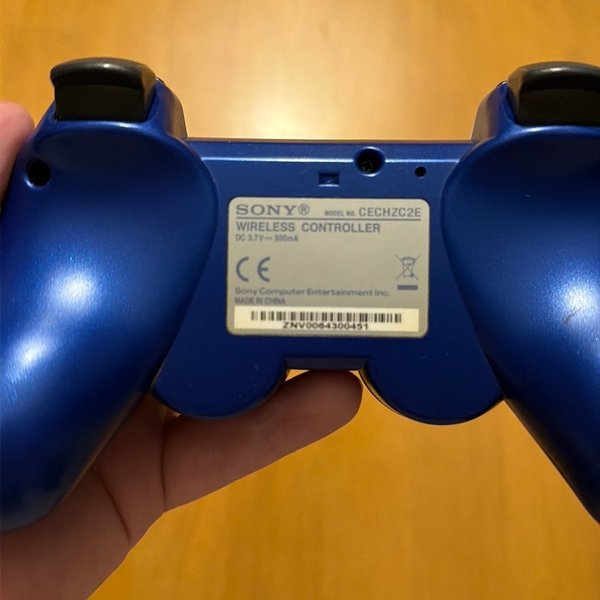 SONY® MODEL NO. CECHZC2E
WIRELESS CONTROLLER
DC 3.7V⎓300mA
CE
Sony Computer Entertainment Inc.
MADE IN CHINA
ZNV0064300451